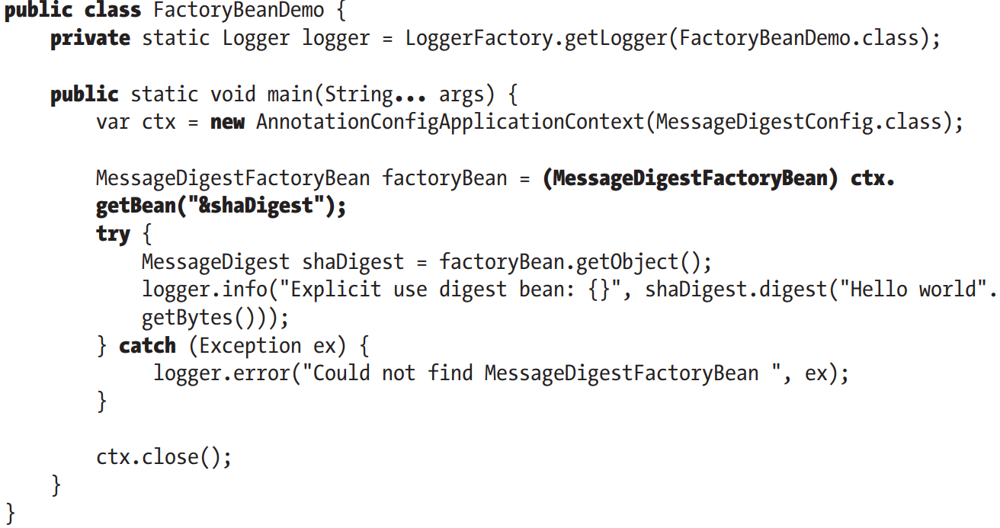 public class FactoryBeanDemo {
    private static Logger logger = LoggerFactory.getLogger(FactoryBeanDemo.class);
    public static void main(String... args) {
        var ctx = new AnnotationConfigApplicationContext(MessageDigestConfig.class);
        MessageDigestFactoryBean factoryBean = (MessageDigestFactoryBean) ctx.
        getBean("&shaDigest");
        try {
            MessageDigest shaDigest = factoryBean.getObject();
            logger.info("Explicit use digest bean: {}", shaDigest.digest("Hello world".
            getBytes()));
        } catch (Exception ex) {
             logger.error("Could not find MessageDigestFactoryBean ", ex);
        }
        ctx.close();
    }
}